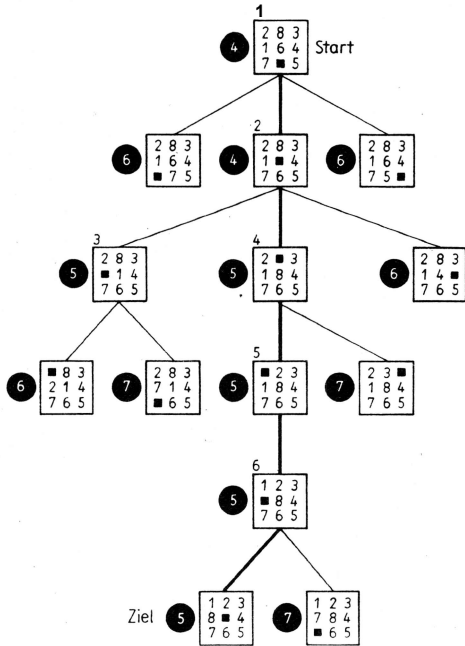 1
2 8 3
4 1 6 4 Start
7 ■ 5
2
2 8 3 2 8 3 2 8 3
6 1 6 4 4 1 ■ 4 6 1 6 4
■ 7 5 7 6 5 7 5 ■
3 4
2 8 3 2 ■ 3 2 8 3
5 ■ 1 4 5 1 8 4 6 1 4 ■
7 6 5 7 6 5 7 6 5
5
■ 8 3 2 8 3 ■ 2 3 2 3 ■
6 2 1 4 7 7 1 4 5 1 8 4 7 1 8 4
7 6 5 ■ 6 5 7 6 5 7 6 5
6
1 2 3
5 ■ 8 4
7 6 5
1 2 3 1 2 3
Ziel 5 8 ■ 4 7 7 8 4
7 6 5 ■ 6 5